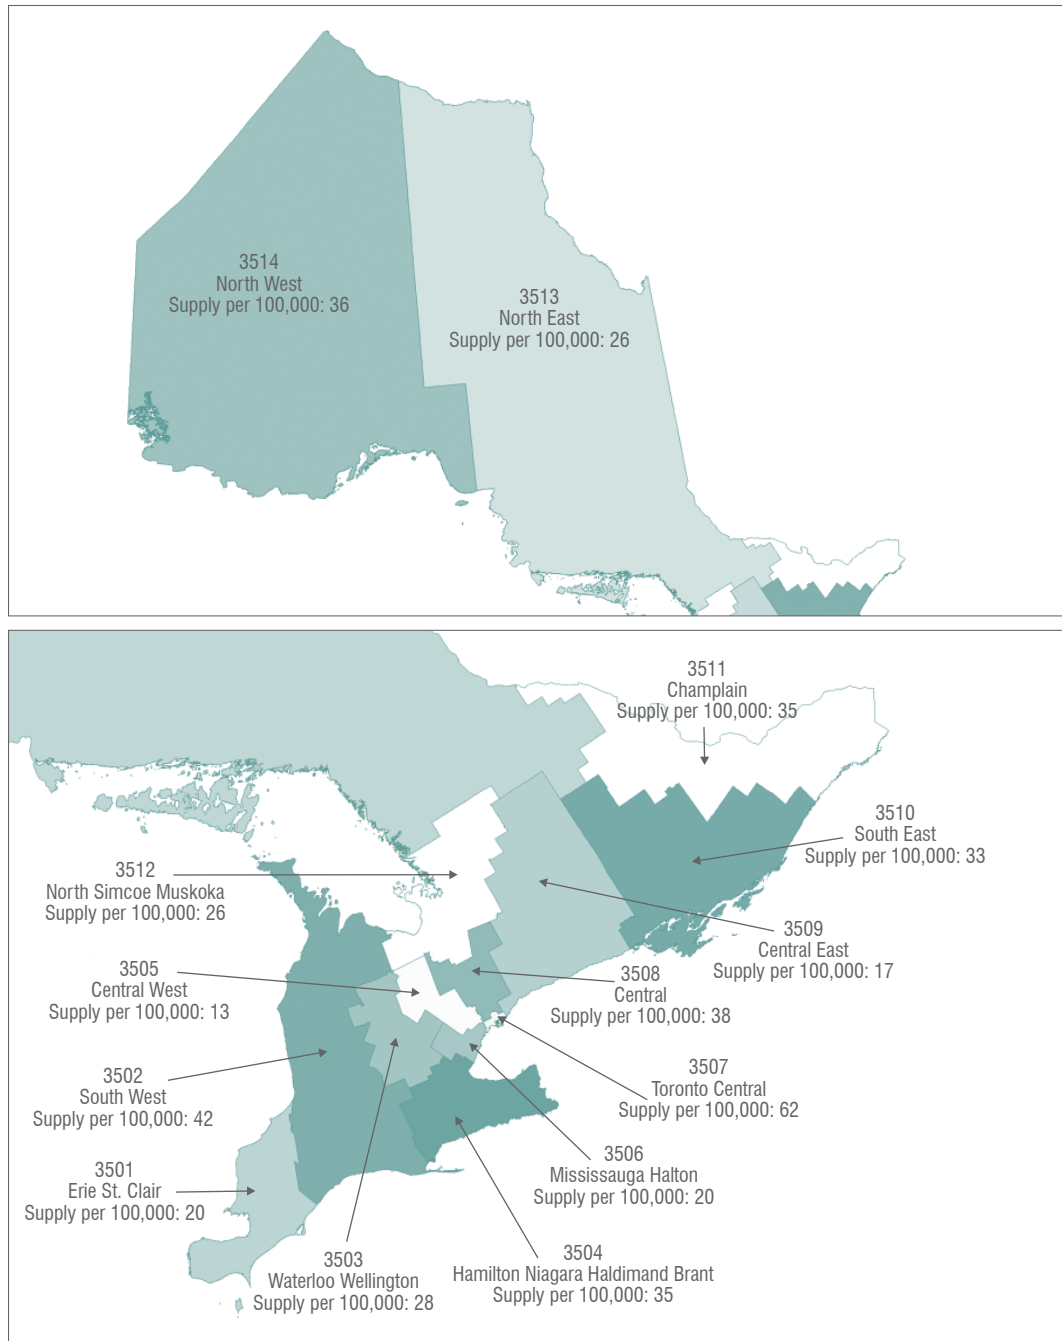 3514
North West
Supply per 100,000: 36
3513
North East
Supply per 100,000: 26
3511
Champlain
Supply per 100,000: 35
3510
South East
Supply per 100,000: 33
3512
North Simcoe Muskoka
Supply per 100,000: 26
3509
Central East
Supply per 100,000: 17
3505
Central West
Supply per 100,000: 13
3508
Central
Supply per 100,000: 38
3502
South West
Supply per 100,000: 42
3507
Toronto Central
Supply per 100,000: 62
3506
Mississauga Halton
Supply per 100,000: 20
3501
Erie St. Clair
Supply per 100,000: 20
3503
Waterloo Wellington
Supply per 100,000: 28
3504
Hamilton Niagara Haldimand Brant
Supply per 100,000: 35